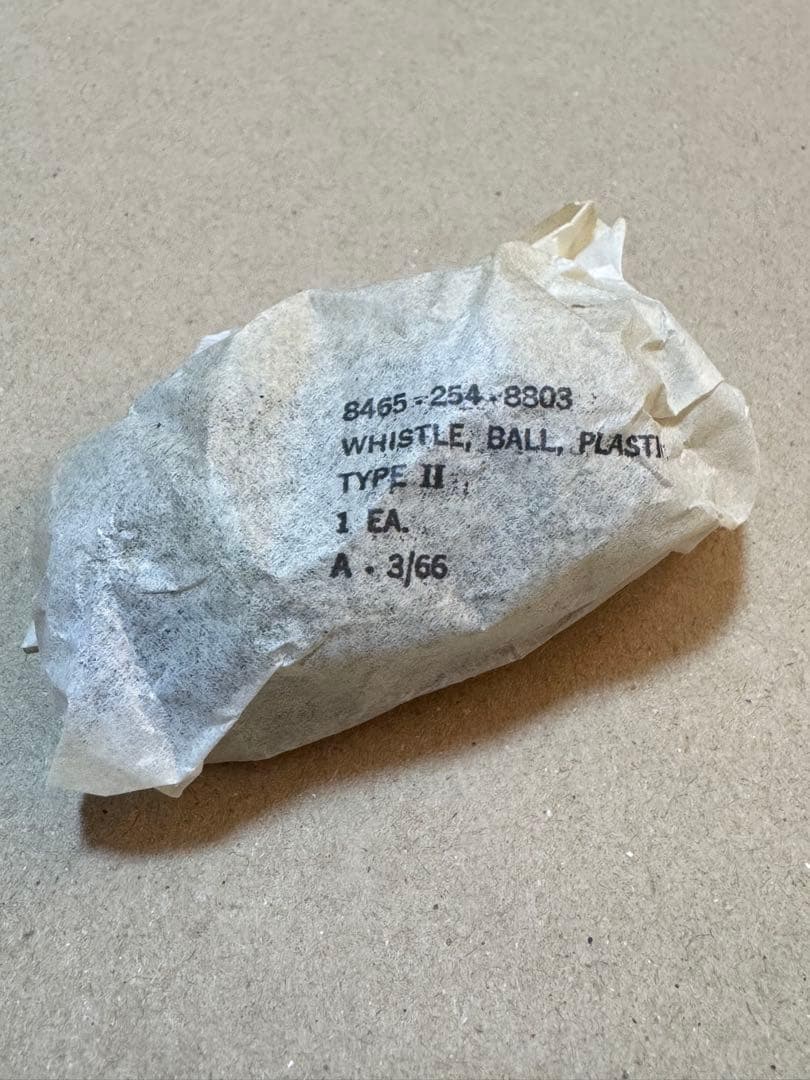 8465-254-8803
WHISTLE, BALL, PLASTI
TYPE II
1 EA.
A - 3/66